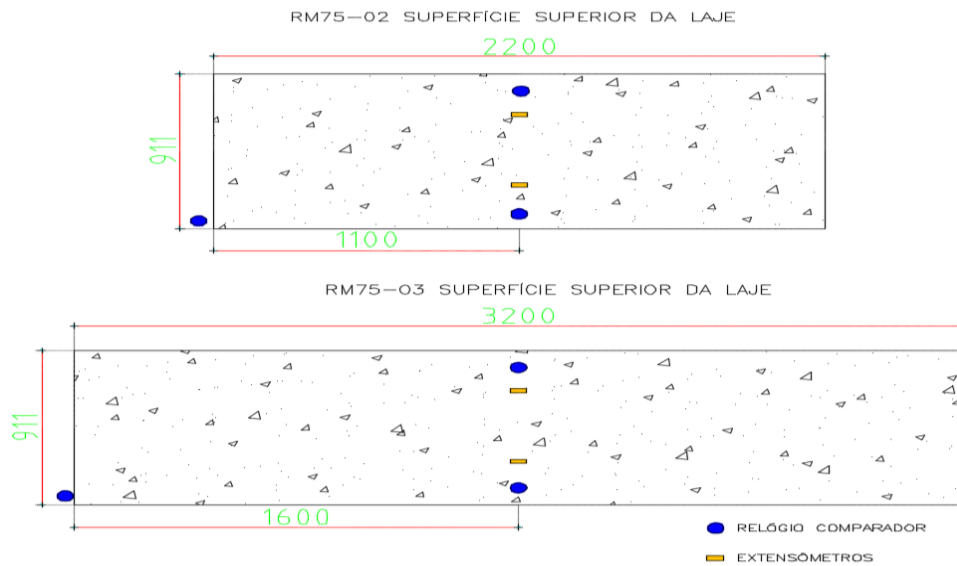 RM75-02 SUPERFÍCIE SUPERIOR DA LAJE
2200
911
1100
RM75-03 SUPERFÍCIE SUPERIOR DA LAJE
3200
911
1600
RELÓGIO COMPARADOR
EXTENSÔMETROS